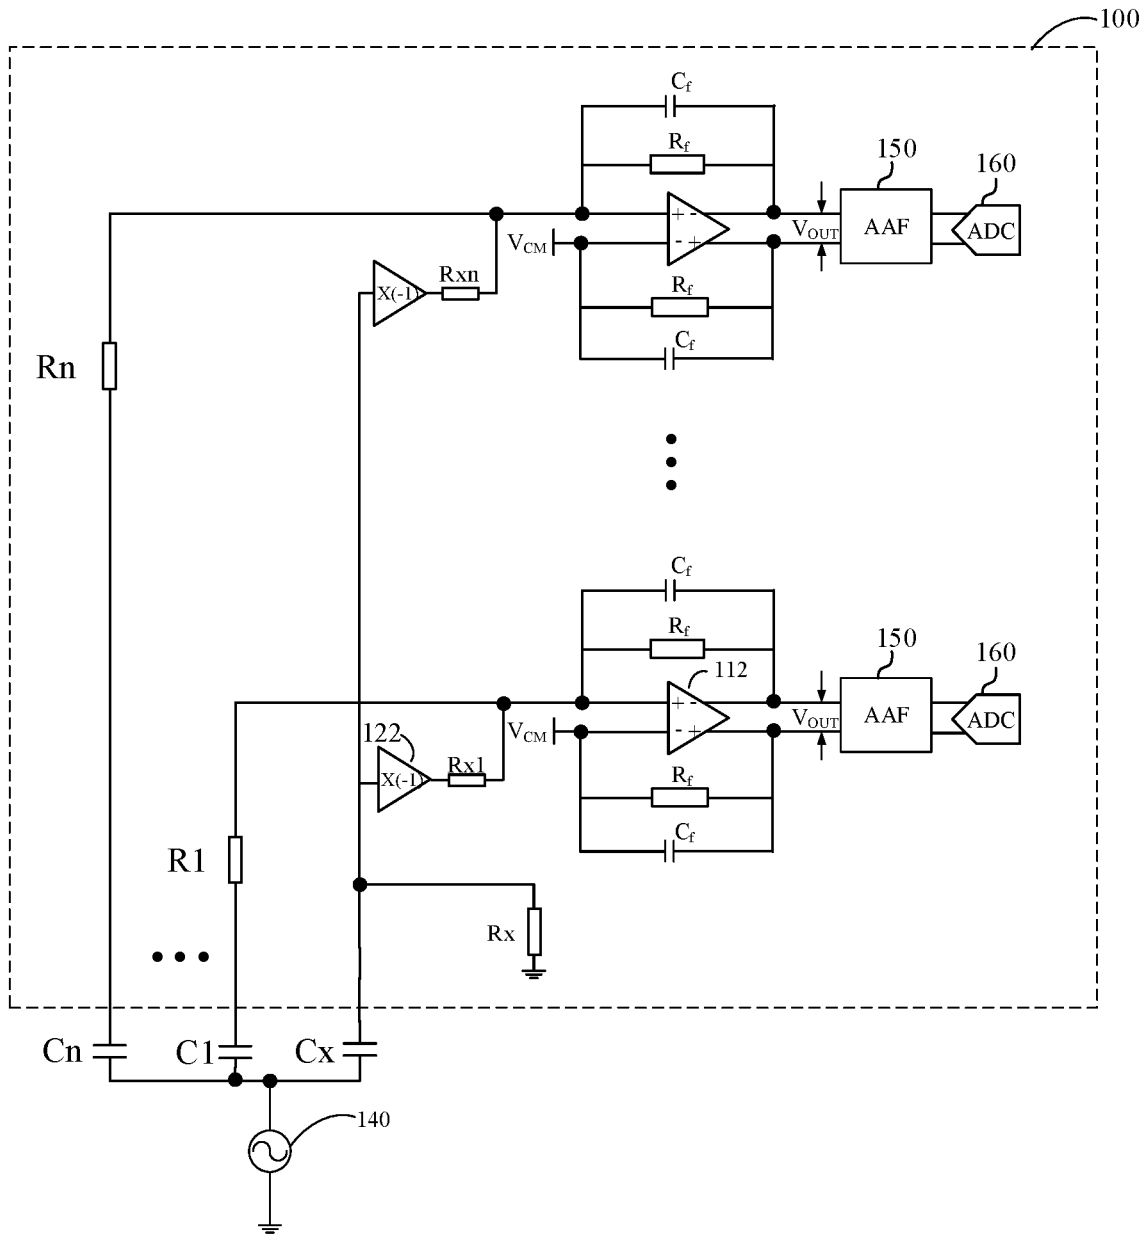 100
Cf
Rf
150
160
+ -
VOUT
AAF
ADC
VCM
- +
Rxn
X(-1)
Rf
Cf
Rn
Cf
Rf
150
160
112
+ -
VOUT
AAF
ADC
VCM
- +
122
Rx1
X(-1)
Rf
Cf
R1
Rx
Cn
C1
Cx
140